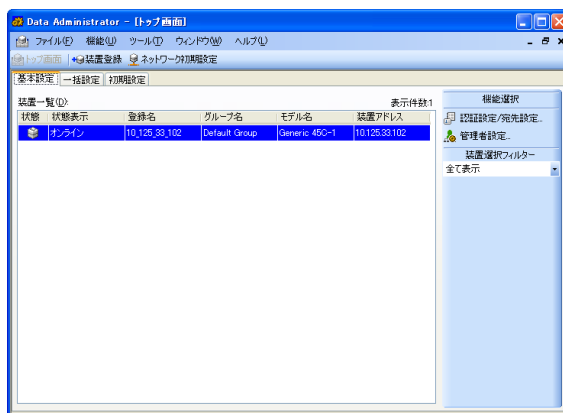 Data Administrator - [トップ画面]
ファイル(F) 機能(U) ツール(T) ウィンドウ(W) ヘルプ(L)
トップ画面 装置登録 ネットワーク初期設定
基本設定 一括設定 初期設定
装置一覧(D): 表示件数:1
状態 状態表示 登録名 グループ名 モデル名 装置アドレス
オンライン 10_125_33_102 Default Group Generic 45C-1 10.125.33.102
機能選択
認証設定/宛先設定...
管理者設定...
装置選択フィルター
全て表示